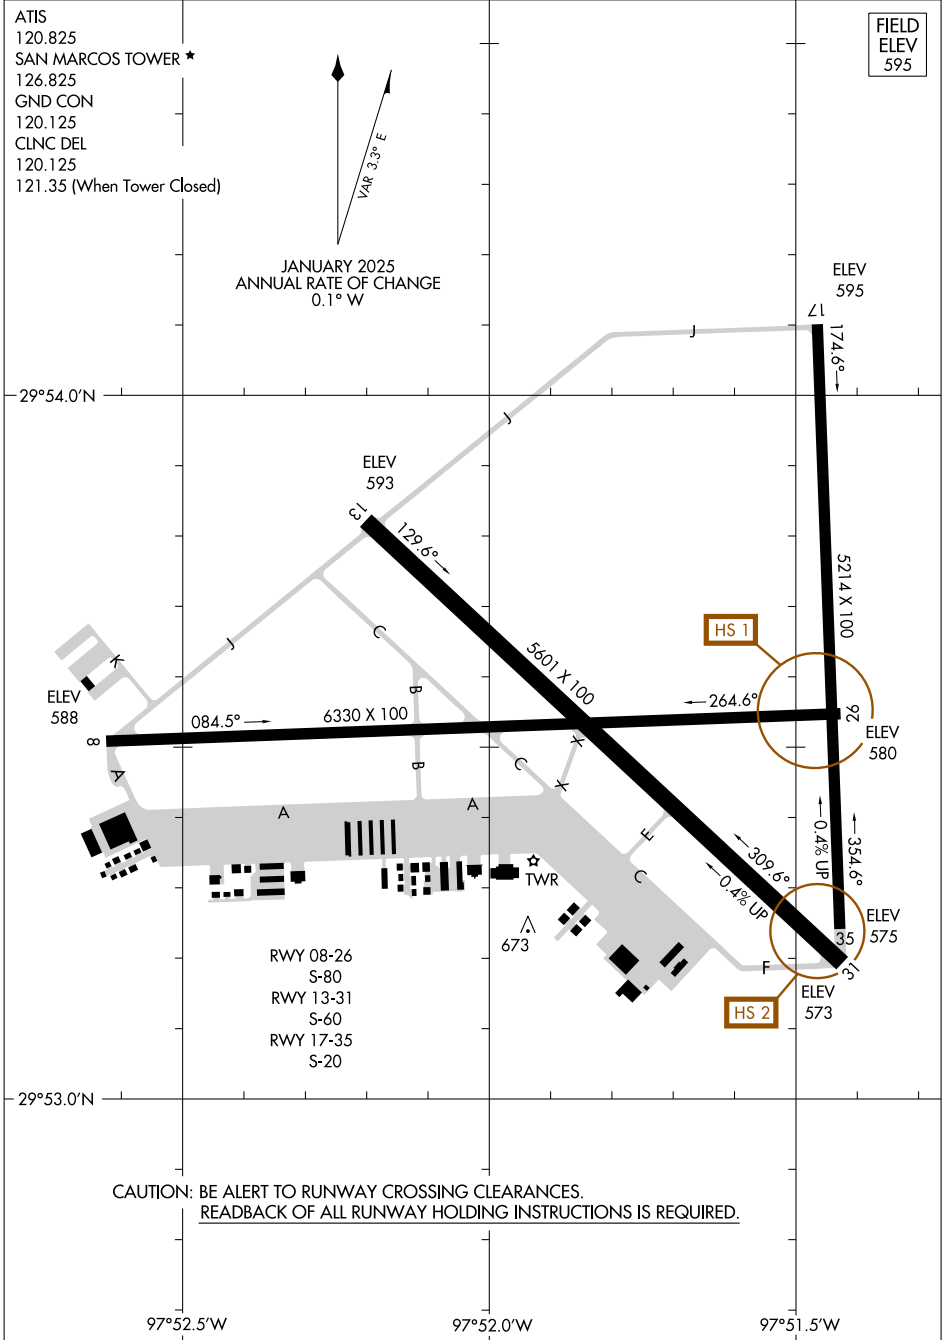 ATIS
120.825
SAN MARCOS TOWER ★
126.825
GND CON
120.125
CLNC DEL
120.125
121.35 (When Tower Closed)
FIELD
ELEV
595
VAR 3.3° E
JANUARY 2025
ANNUAL RATE OF CHANGE
0.1° W
ELEV
595
17
174.6°
J
29°54.0'N
J
ELEV
593
13
129.6°
5214 X 100
HS 1
C
J
K
5601 X 100
B
ELEV
588
084.5°
6330 X 100
264.6°
26
ELEV
580
8
X
A
B
C
X
A
A
E
0.4% UP
354.6°
309.6°
0.4% UP
C
TWR
673
ELEV
575
35
31
F
RWY 08-26
S-80
RWY 13-31
S-60
RWY 17-35
S-20
HS 2
ELEV
573
29°53.0'N
CAUTION: BE ALERT TO RUNWAY CROSSING CLEARANCES.
READBACK OF ALL RUNWAY HOLDING INSTRUCTIONS IS REQUIRED.
97°52.5'W
97°52.0'W
97°51.5'W